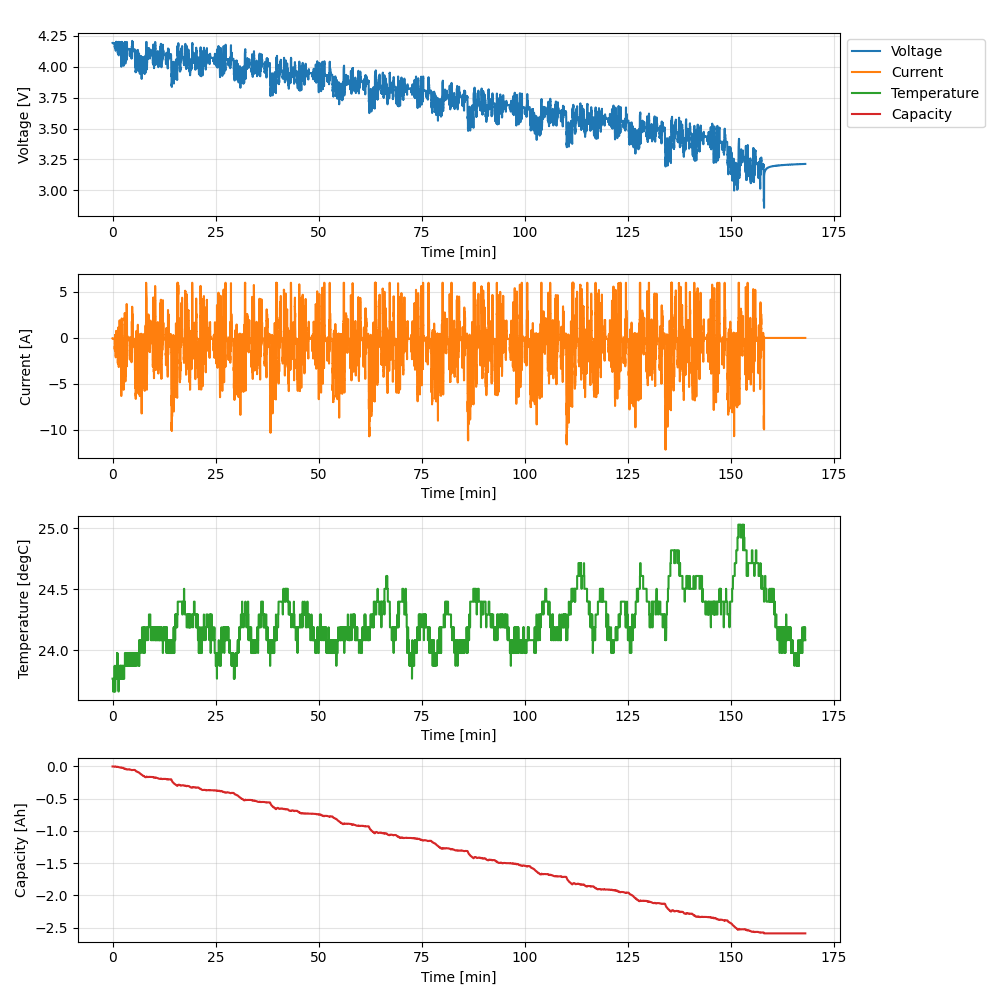 4.25
4.00
3.75
3.50
3.25
3.00
Voltage [V]
0 25 50 75 100 125 150 175
Time [min]
Voltage
Current
Temperature
Capacity
5
0
−5
−10
Current [A]
0 25 50 75 100 125 150 175
Time [min]
25.0
24.5
24.0
Temperature [degC]
0 25 50 75 100 125 150 175
Time [min]
0.0
−0.5
−1.0
−1.5
−2.0
−2.5
Capacity [Ah]
0 25 50 75 100 125 150 175
Time [min]